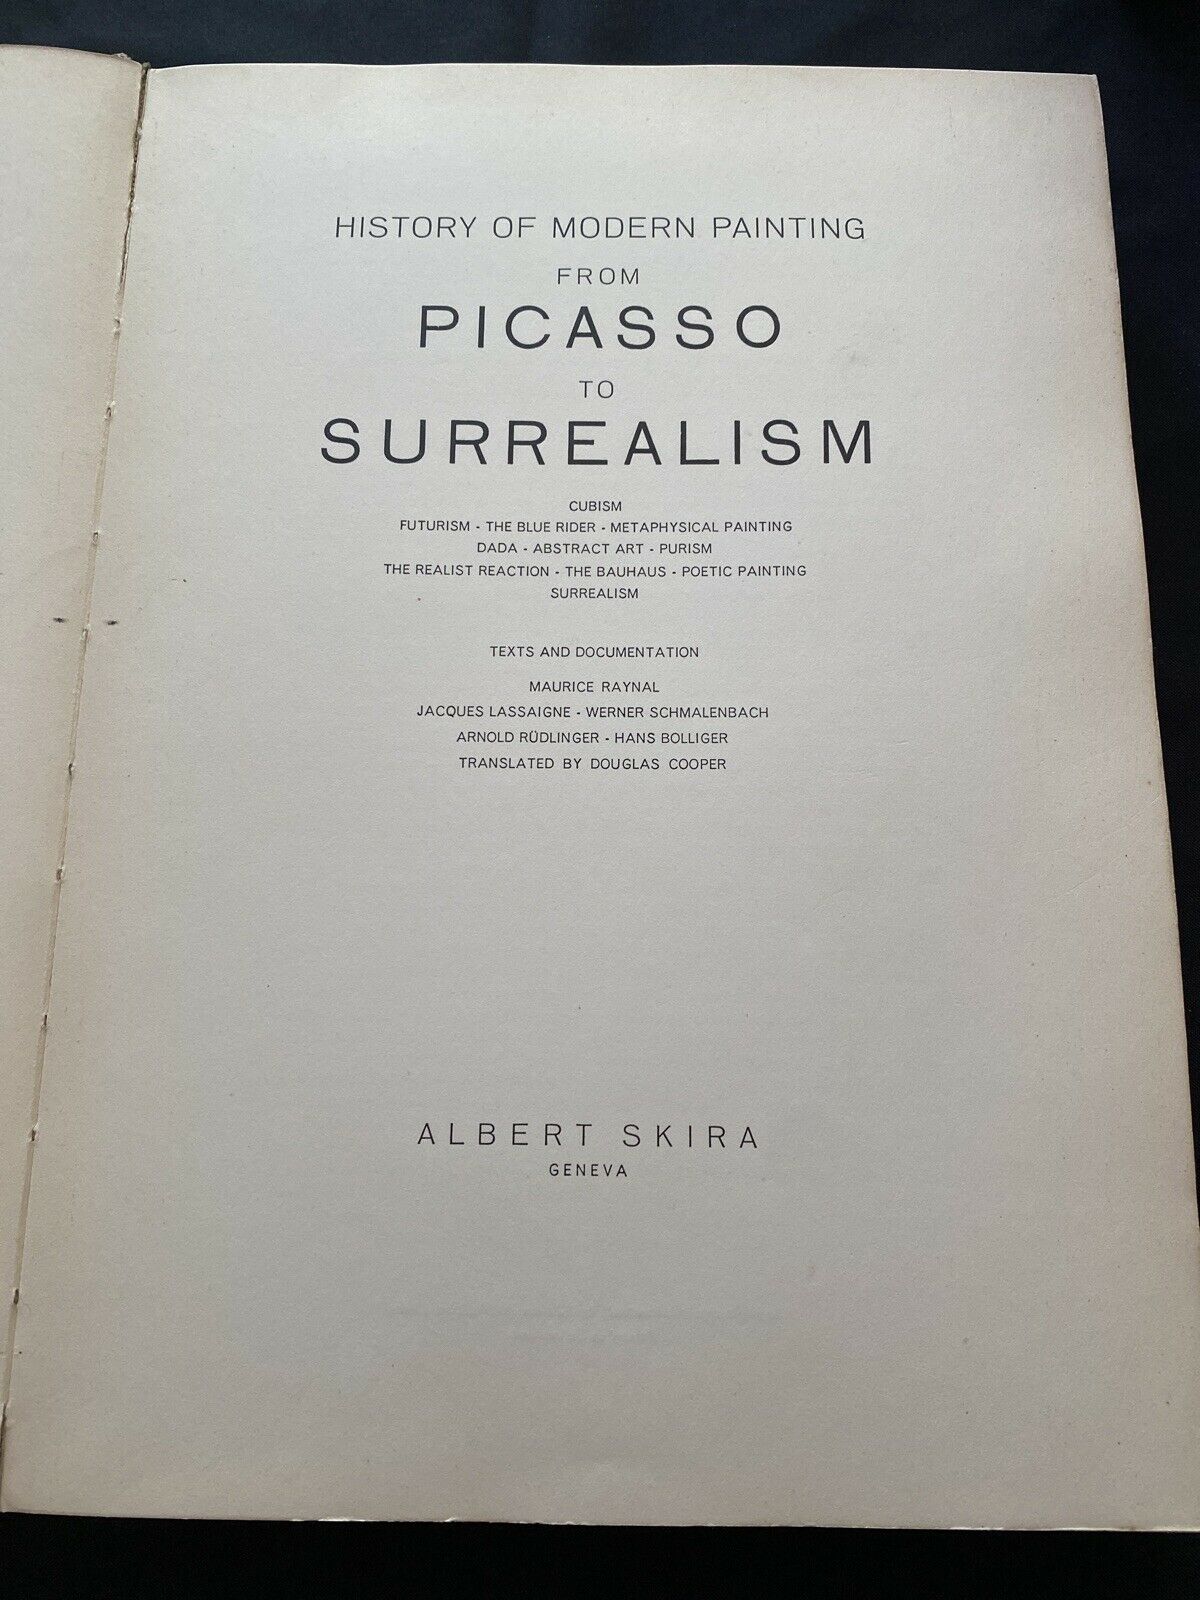 HISTORY OF MODERN PAINTING
FROM
PICASSO
TO
SURREALISM
CUBISM
FUTURISM - THE BLUE RIDER - METAPHYSICAL PAINTING
DADA - ABSTRACT ART - PURISM
THE REALIST REACTION - THE BAUHAUS - POETIC PAINTING
SURREALISM
TEXTS AND DOCUMENTATION
MAURICE RAYNAL
JACQUES LASSAIGNE - WERNER SCHMALENBACH
ARNOLD RÜDLINGER - HANS BOLLIGER
TRANSLATED BY DOUGLAS COOPER
ALBERT SKIRA
GENEVA